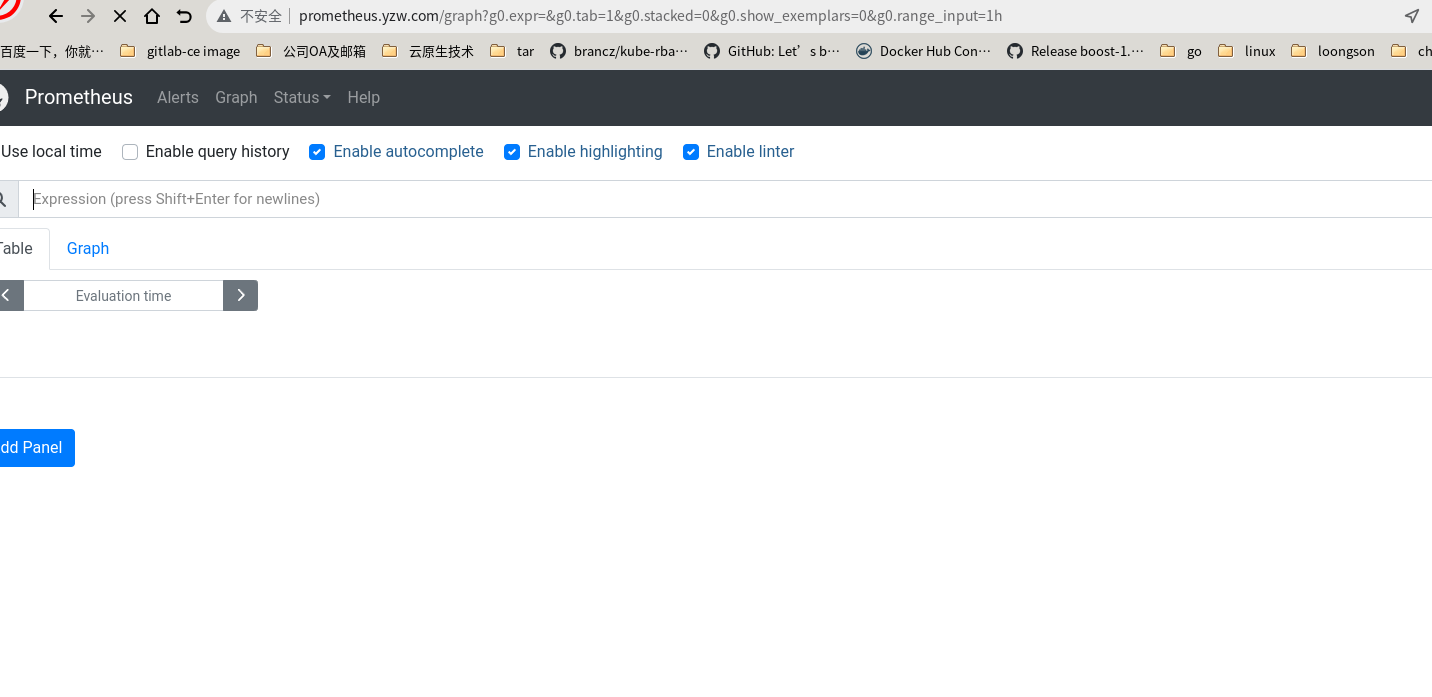 不安全 prometheus.yzw.com/graph?g0.expr=&g0.tab=1&g0.stacked=0&g0.show_exemplars=0&g0.range_input=1h
百度一下，你就… gitlab-ce image 公司OA及邮箱 云原生技术 tar brancz/kube-rba… GitHub: Let’s b… Docker Hub Con… Release boost-1.… go linux loongson ch
Prometheus Alerts Graph Status Help
Use local time Enable query history Enable autocomplete Enable highlighting Enable linter
Expression (press Shift+Enter for newlines)
Table Graph
Evaluation time
dd Panel